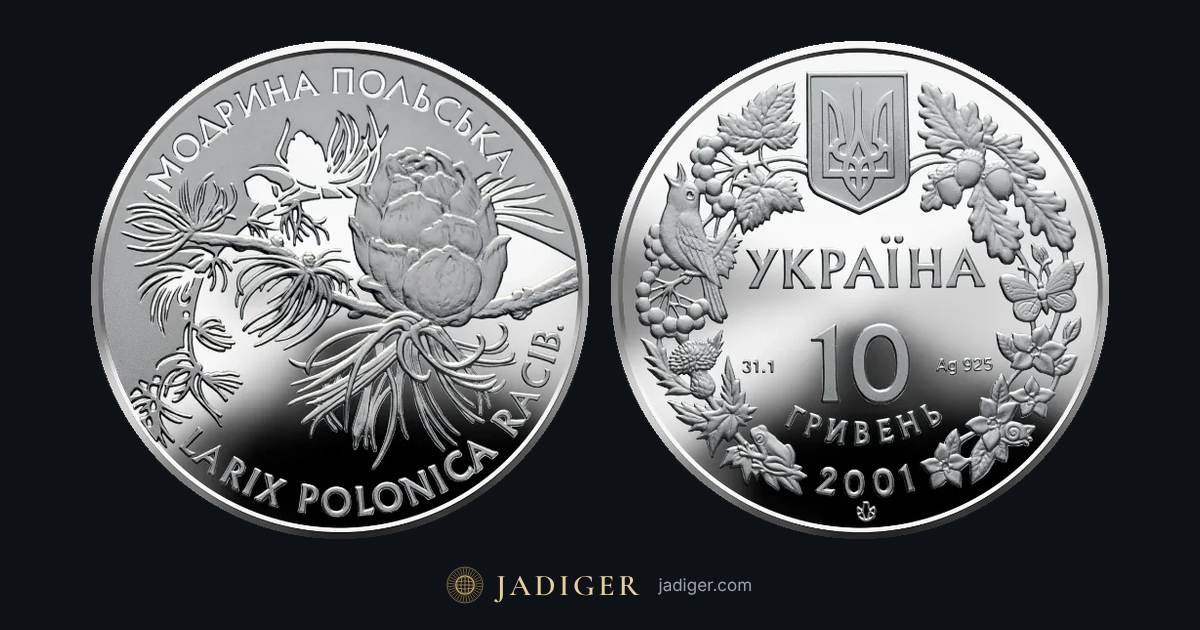 МОДРИНА ПОЛЬСЬКА
LARIX POLONICA RACIB.
УКРАЇНА
31.1
10
Ag 925
ГРИВЕНЬ
2001
JADIGER jadiger.com